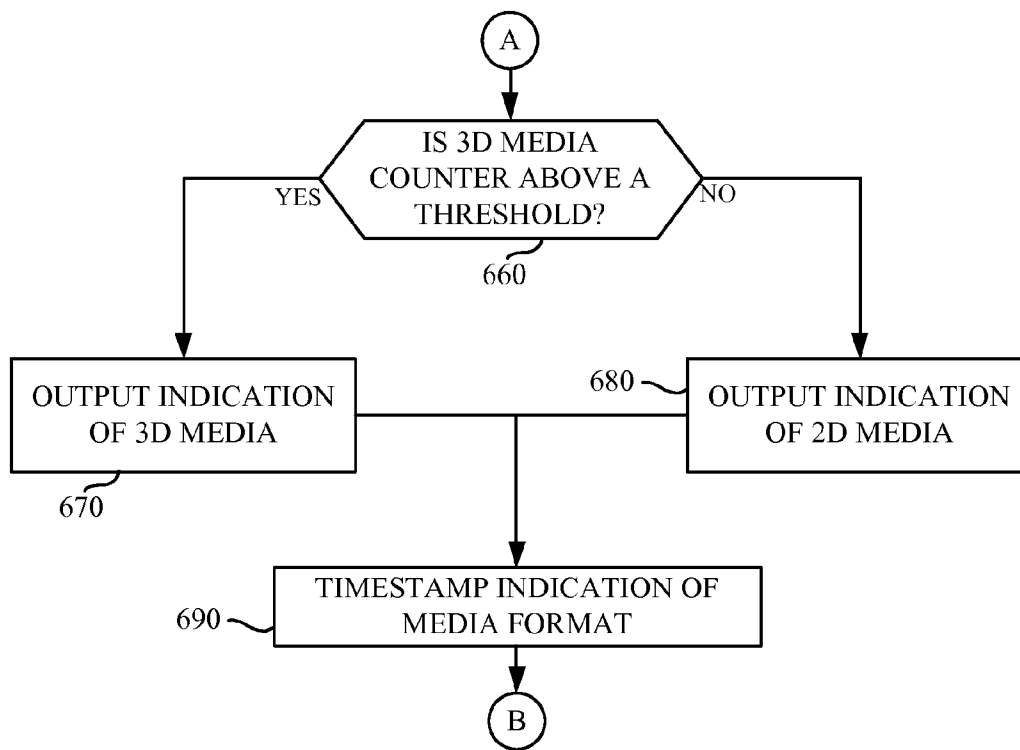 A
IS 3D MEDIA
COUNTER ABOVE A
THRESHOLD?
YES
NO
660
OUTPUT INDICATION
OF 3D MEDIA
670
680
OUTPUT INDICATION
OF 2D MEDIA
TIMESTAMP INDICATION OF
MEDIA FORMAT
690
B